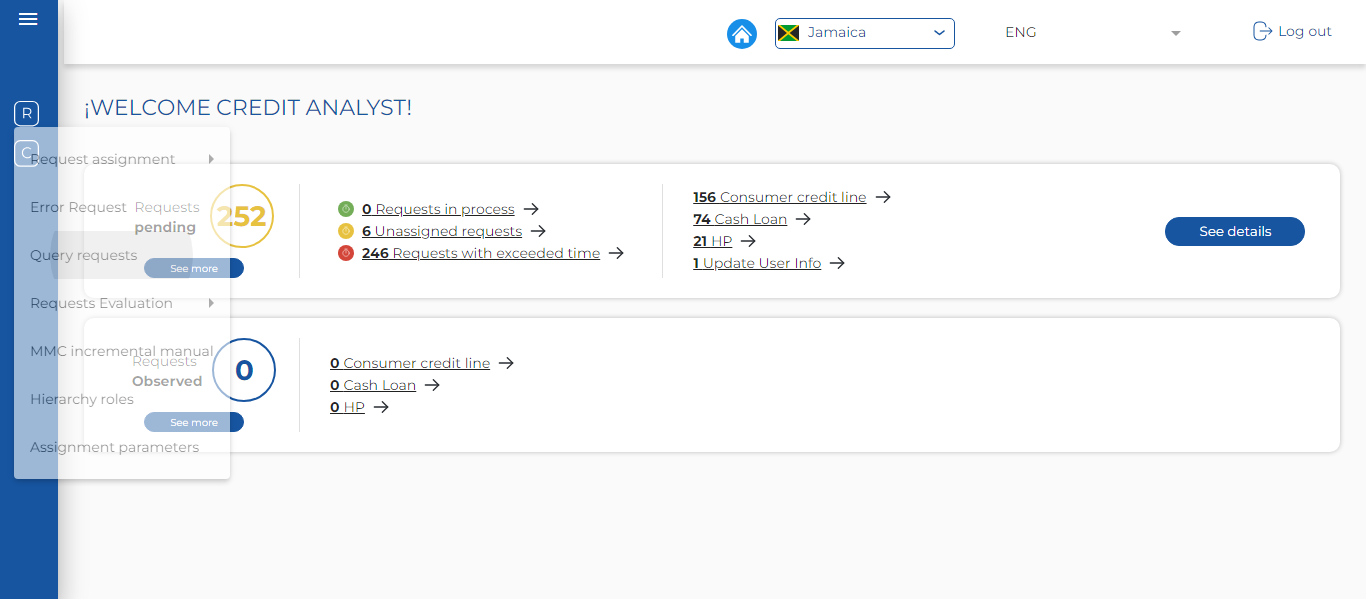 Jamaica
ENG
Log out
¡WELCOME CREDIT ANALYST!
R
C
Request assignment
Error Request
Query requests
Requests Evaluation
MMC incremental manual
Hierarchy roles
Assignment parameters
Requests
pending
252
See more
0 Requests in process
6 Unassigned requests
246 Requests with exceeded time
156 Consumer credit line
74 Cash Loan
21 HP
1 Update User Info
See details
Requests
Observed
0
See more
0 Consumer credit line
0 Cash Loan
0 HP